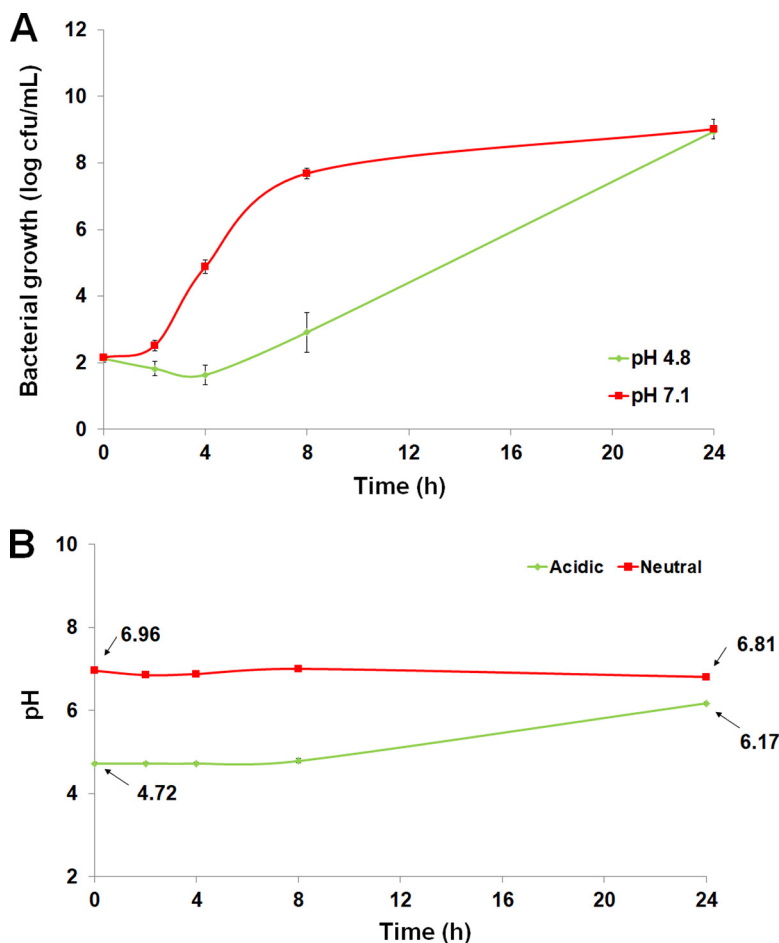 A
Bacterial growth (log cfu/mL)
12
10
8
6
4
2
0
0 4 8 12 16 20 24
Time (h)
pH 4.8
pH 7.1
B
pH
10
8
6
4
2
Acidic Neutral
6.96
6.81
4.72
6.17
0 4 8 12 16 20 24
Time (h)